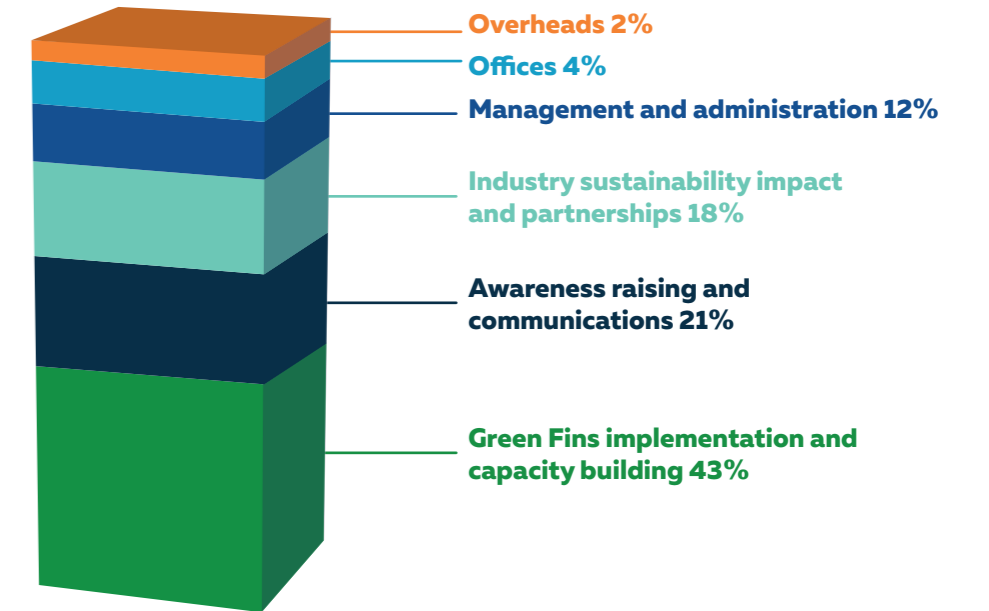 Overheads 2%
Offices 4%
Management and administration 12%
Industry sustainability impact
and partnerships 18%
Awareness raising and
communications 21%
Green Fins implementation and
capacity building 43%